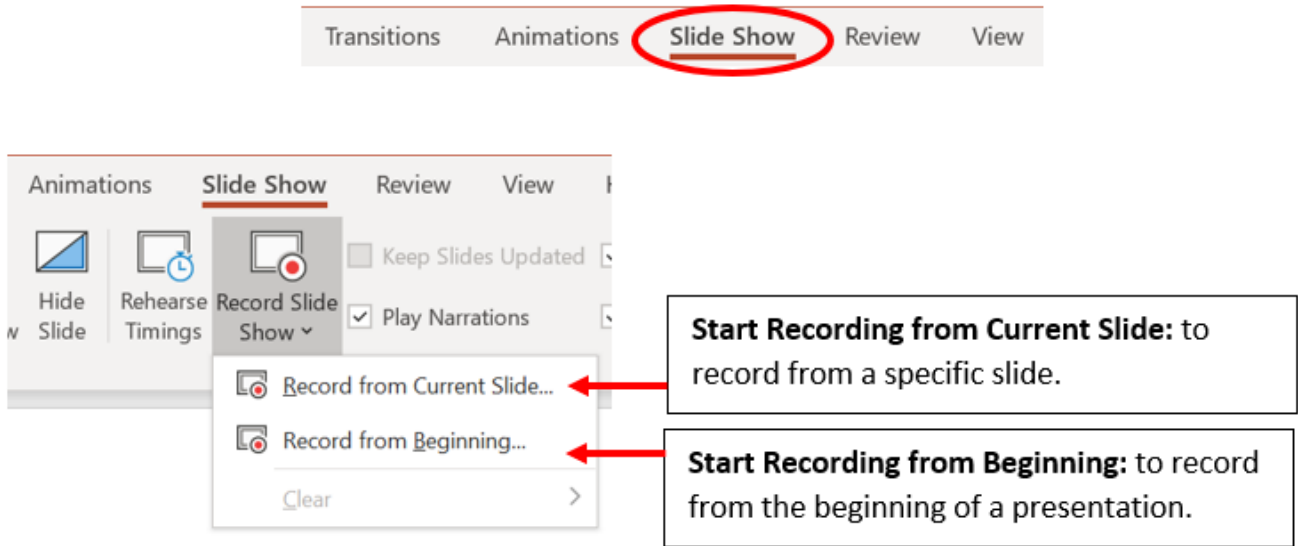 Transitions Animations Slide Show Review View
Animations Slide Show Review View
Keep Slides Updated
Hide Rehearse Record Slide
Slide Timings Show
Play Narrations
Record from Current Slide...
Record from Beginning...
Clear
Start Recording from Current Slide: to
record from a specific slide.
Start Recording from Beginning: to record
from the beginning of a presentation.